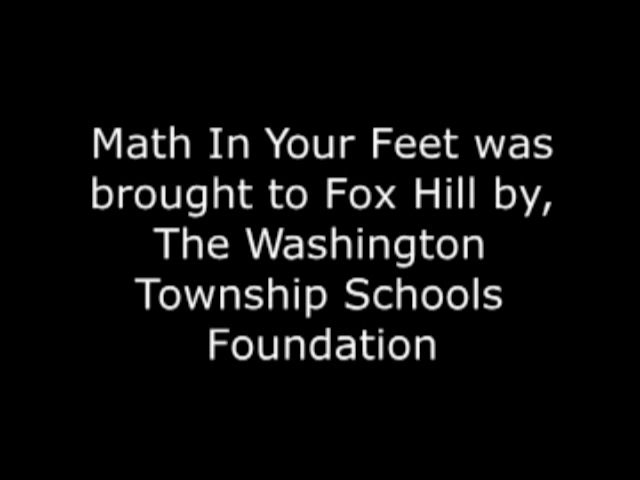 Math In Your Feet was
brought to Fox Hill by,
The Washington
Township Schools
Foundation